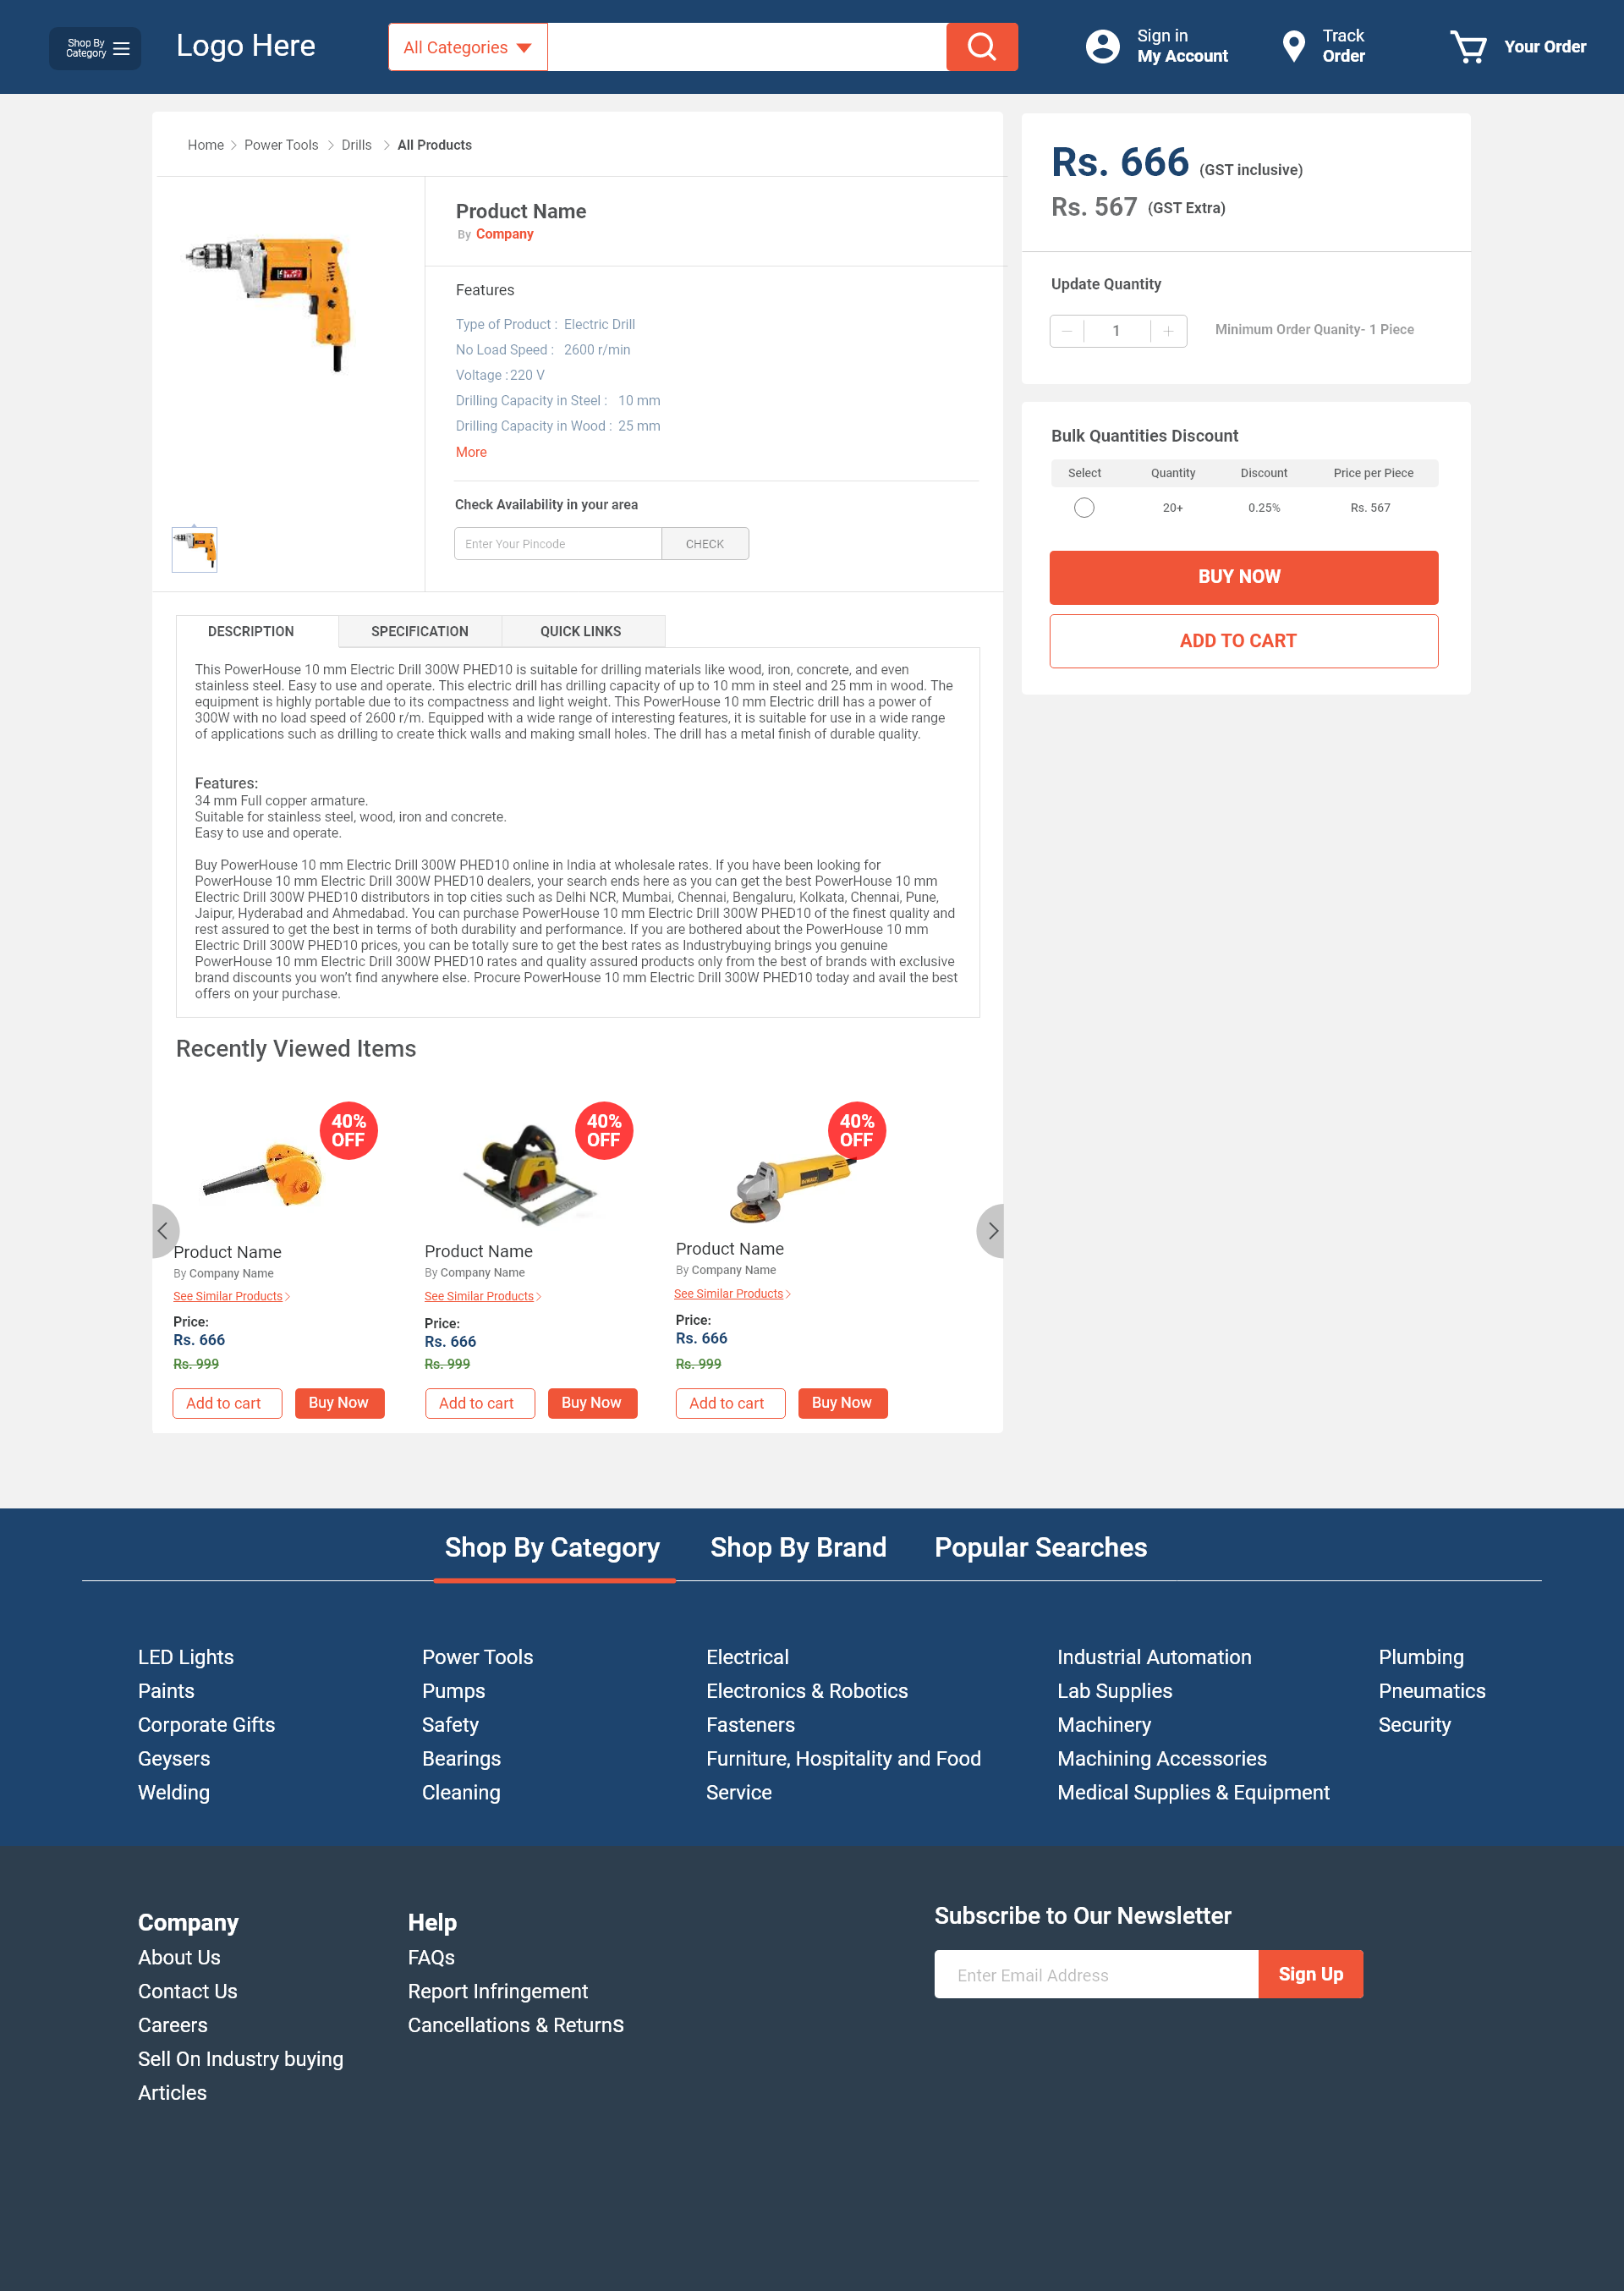 Shop By
Category
Logo Here
All Categories
Sign in
My Account
Track
Order
Your Order
Home
Power Tools
Drills
All Products
Product Name
By Company
Features
Type of Product : Electric Drill
No Load Speed : 2600 r/min
Voltage : 220 V
Drilling Capacity in Steel : 10 mm
Drilling Capacity in Wood : 25 mm
More
Check Availability in your area
Enter Your Pincode
CHECK
Rs. 666 (GST inclusive)
Rs. 567 (GST Extra)
Update Quantity
1
Minimum Order Quanity- 1 Piece
Bulk Quantities Discount
Select Quantity Discount Price per Piece
20+ 0.25% Rs. 567
BUY NOW
ADD TO CART
DESCRIPTION
SPECIFICATION
QUICK LINKS
This PowerHouse 10 mm Electric Drill 300W PHED10 is suitable for drilling materials like wood, iron, concrete, and even
stainless steel. Easy to use and operate. This electric drill has drilling capacity of up to 10 mm in steel and 25 mm in wood. The
equipment is highly portable due to its compactness and light weight. This PowerHouse 10 mm Electric drill has a power of
300W with no load speed of 2600 r/m. Equipped with a wide range of interesting features, it is suitable for use in a wide range
of applications such as drilling to create thick walls and making small holes. The drill has a metal finish of durable quality.
Features:
34 mm Full copper armature.
Suitable for stainless steel, wood, iron and concrete.
Easy to use and operate.
Buy PowerHouse 10 mm Electric Drill 300W PHED10 online in India at wholesale rates. If you have been looking for
PowerHouse 10 mm Electric Drill 300W PHED10 dealers, your search ends here as you can get the best PowerHouse 10 mm
Electric Drill 300W PHED10 distributors in top cities such as Delhi NCR, Mumbai, Chennai, Bengaluru, Kolkata, Chennai, Pune,
Jaipur, Hyderabad and Ahmedabad. You can purchase PowerHouse 10 mm Electric Drill 300W PHED10 of the finest quality and
rest assured to get the best in terms of both durability and performance. If you are bothered about the PowerHouse 10 mm
Electric Drill 300W PHED10 prices, you can be totally sure to get the best rates as Industrybuying brings you genuine
PowerHouse 10 mm Electric Drill 300W PHED10 rates and quality assured products only from the best of brands with exclusive
brand discounts you won’t find anywhere else. Procure PowerHouse 10 mm Electric Drill 300W PHED10 today and avail the best
offers on your purchase.
Recently Viewed Items
40%
OFF
Product Name
By Company Name
See Similar Products
Price:
Rs. 666
Rs. 999
Add to cart
Buy Now
40%
OFF
Product Name
By Company Name
See Similar Products
Price:
Rs. 666
Rs. 999
Add to cart
Buy Now
40%
OFF
DEWALT
Product Name
By Company Name
See Similar Products
Price:
Rs. 666
Rs. 999
Add to cart
Buy Now
Shop By Category
Shop By Brand
Popular Searches
LED Lights
Paints
Corporate Gifts
Geysers
Welding
Power Tools
Pumps
Safety
Bearings
Cleaning
Electrical
Electronics & Robotics
Fasteners
Furniture, Hospitality and Food
Service
Industrial Automation
Lab Supplies
Machinery
Machining Accessories
Medical Supplies & Equipment
Plumbing
Pneumatics
Security
Company
About Us
Contact Us
Careers
Sell On Industry buying
Articles
Help
FAQs
Report Infringement
Cancellations & Returns
Subscribe to Our Newsletter
Enter Email Address
Sign Up